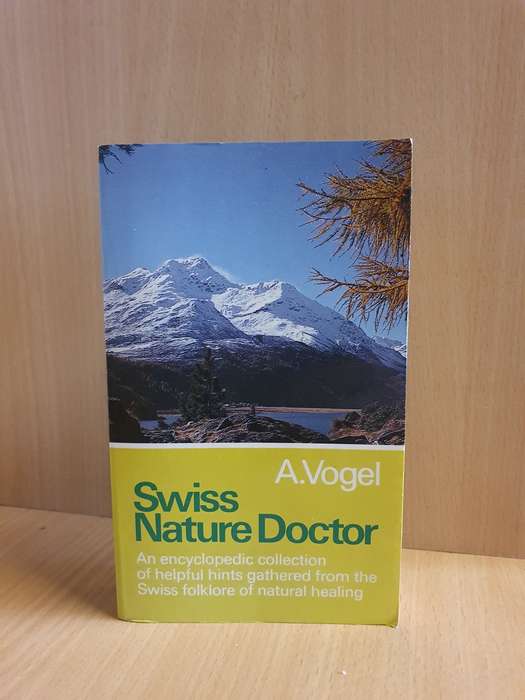 A.Vogel
Swiss
Nature Doctor
An encyclopedic collection
of helpful hints gathered from the
Swiss folklore of natural healing